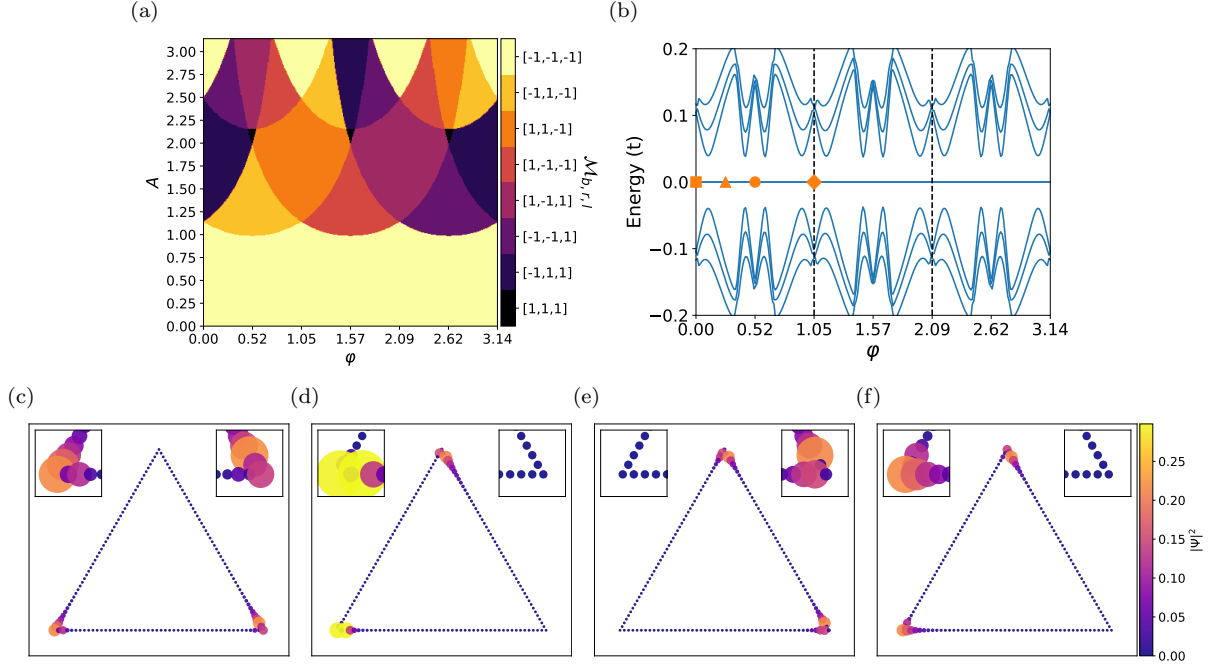 (a)
3.00
2.75
2.50
2.25
2.00
1.75
1.50
1.25
1.00
0.75
0.50
0.25
0.00
A
0.00 0.52 1.05 1.57 2.09 2.62 3.14
φ
[-1,-1,-1]
[-1,1,-1]
[1,1,-1]
[1,-1,-1]
[1,-1,1]
[-1,-1,1]
[-1,1,1]
[1,1,1]
ℳb, r, l
(b)
0.2
0.1
0.0
−0.1
−0.2
Energy (t)
0.00 0.52 1.05 1.57 2.09 2.62 3.14
φ
(c)
(d)
(e)
(f)
0.25
0.20
0.15
0.10
0.05
0.00
|ψ|²